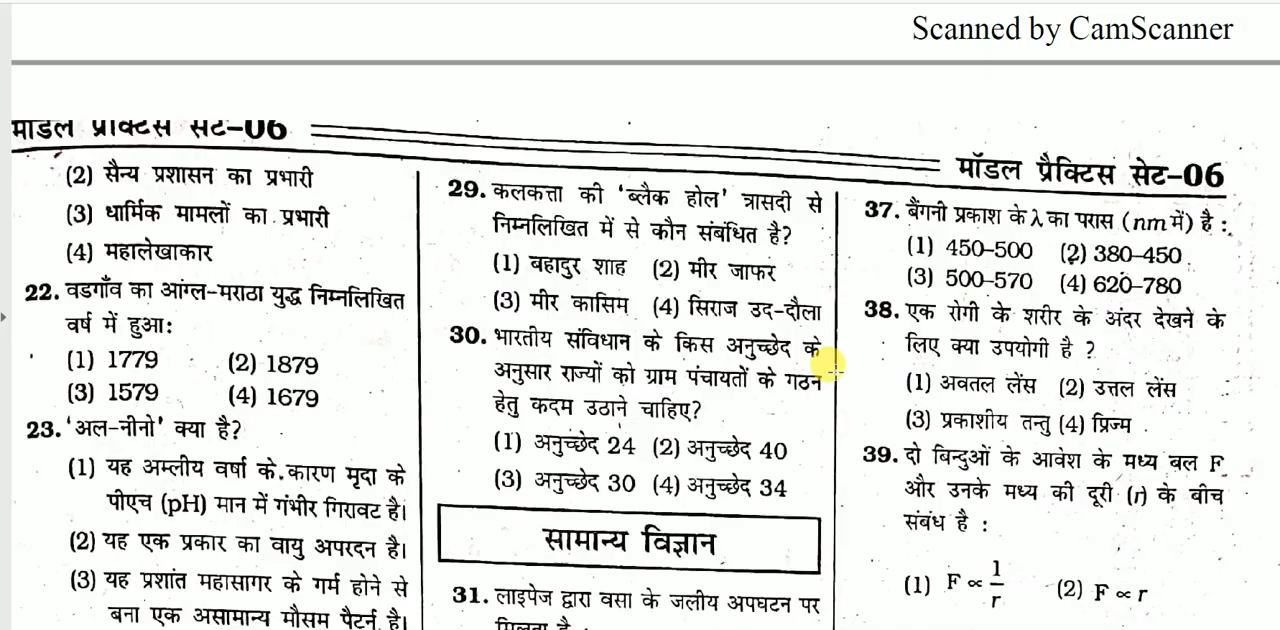 Scanned by CamScanner
माडल प्रैक्टिस सेट–06
मॉडल प्रैक्टिस सेट–06
(2) सैन्य प्रशासन का प्रभारी
(3) धार्मिक मामलों का प्रभारी
(4) महालेखाकार
22. वडगाँव का आंग्ल-मराठा युद्ध निम्नलिखित
वर्ष में हुआ:
(1) 1779 (2) 1879
(3) 1579 (4) 1679
23. 'अल-नीनो' क्या है?
(1) यह अम्लीय वर्षा के कारण मृदा के
पीएच (pH) मान में गंभीर गिरावट है।
(2) यह एक प्रकार का वायु अपरदन है।
(3) यह प्रशांत महासागर के गर्म होने से
बना एक असामान्य मौसम पैटर्न है।
29. कलकत्ता की 'ब्लैक होल' त्रासदी से
निम्नलिखित में से कौन संबंधित है?
(1) बहादुर शाह (2) मीर जाफर
(3) मीर कासिम (4) सिराज उद-दौला
30. भारतीय संविधान के किस अनुच्छेद के
अनुसार राज्यों को ग्राम पंचायतों के गठन
हेतु कदम उठाने चाहिए?
(1) अनुच्छेद 24 (2) अनुच्छेद 40
(3) अनुच्छेद 30 (4) अनुच्छेद 34
सामान्य विज्ञान
31. लाइपेज द्वारा वसा के जलीय अपघटन पर
मिलता है :
37. बैंगनी प्रकाश के λ का परास (nm में) है :
(1) 450–500 (2) 380–450
(3) 500–570 (4) 620–780
38. एक रोगी के शरीर के अंदर देखने के
लिए क्या उपयोगी है ?
(1) अवतल लेंस (2) उत्तल लेंस
(3) प्रकाशीय तन्तु (4) प्रिज्म
39. दो बिन्दुओं के आवेश के मध्य बल F
और उनके मध्य की दूरी (r) के बीच
संबंध है :
(1) F ∝ 1/r (2) F ∝ r